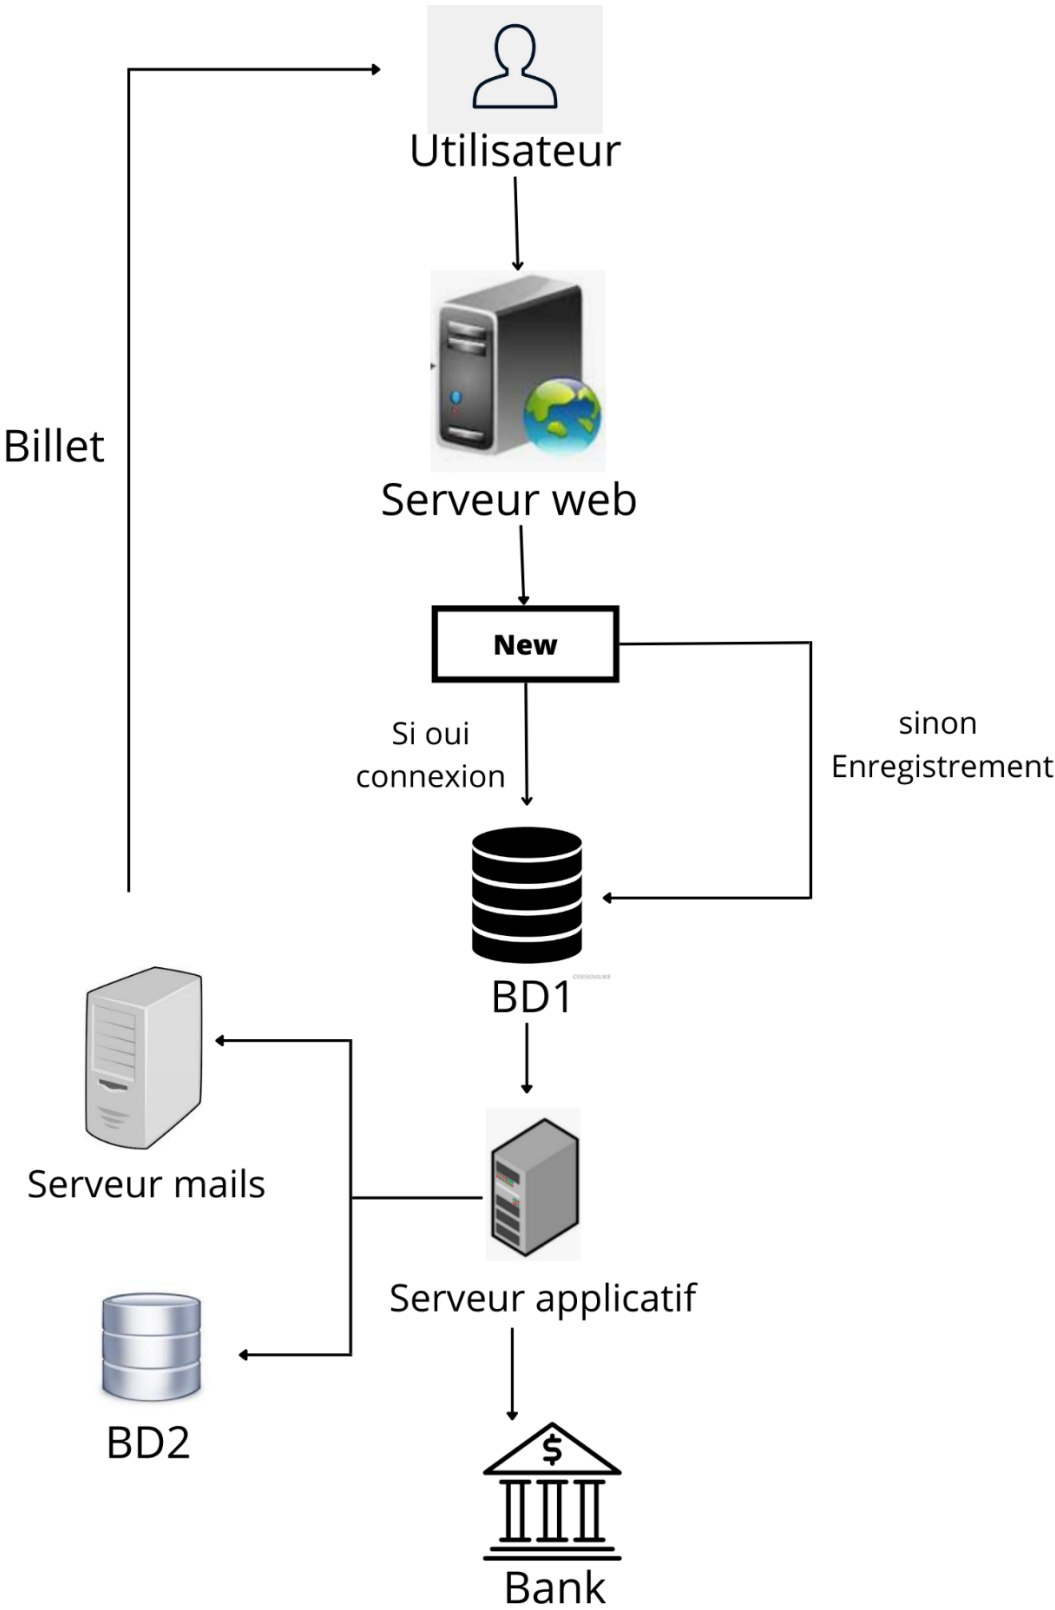 Utilisateur
Billet
Serveur web
New
Si oui
connexion
sinon
Enregistrement
BD1
Serveur mails
Serveur applicatif
BD2
$
Bank